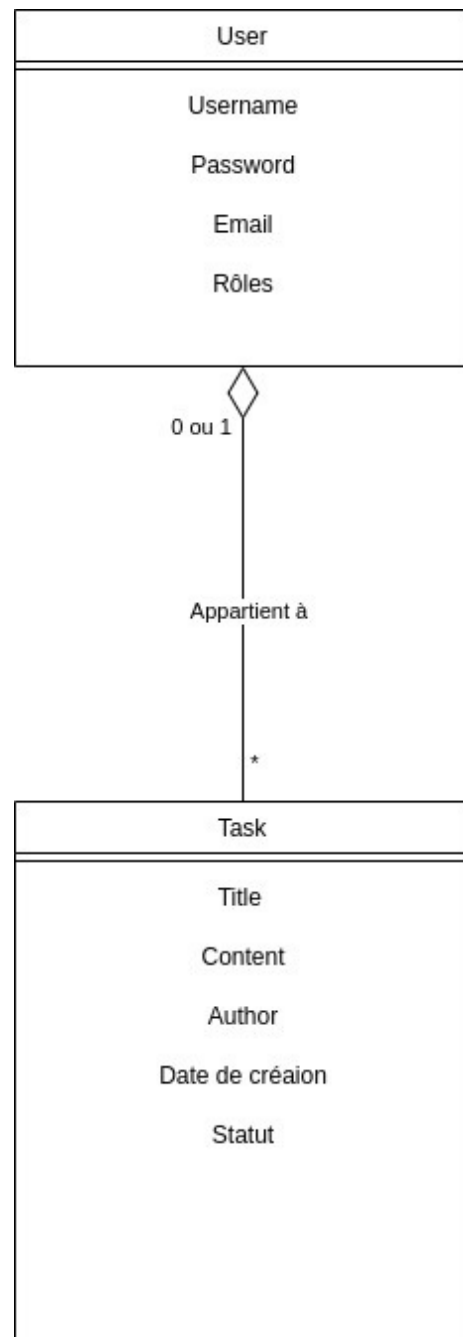 User
Username
Password
Email
Rôles
0 ou 1
Appartient à
*
Task
Title
Content
Author
Date de créaion
Statut